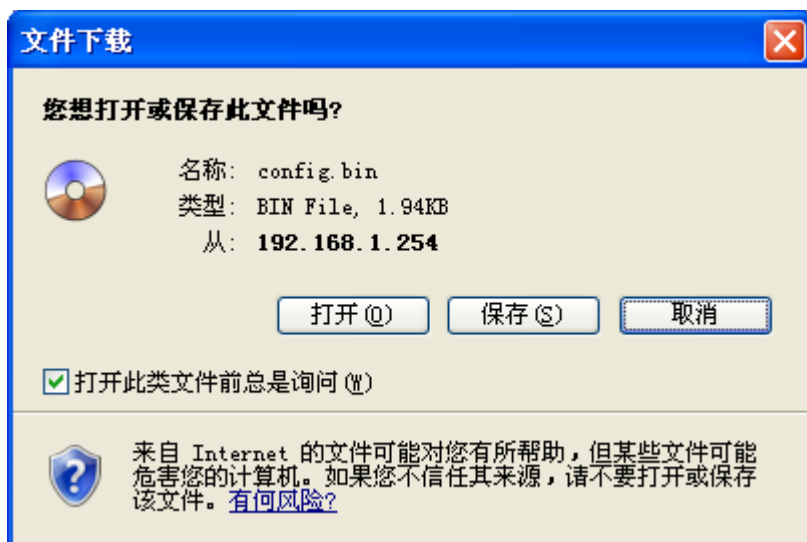 文件下载
您想打开或保存此文件吗?
名称: config.bin
类型: BIN File, 1.94KB
从: 192.168.1.254
打开(O) 保存(S) 取消
打开此类文件前总是询问(W)
来自 Internet 的文件可能对您有所帮助，但某些文件可能
危害您的计算机。如果您不信任其来源，请不要打开或保存
该文件。有何风险?